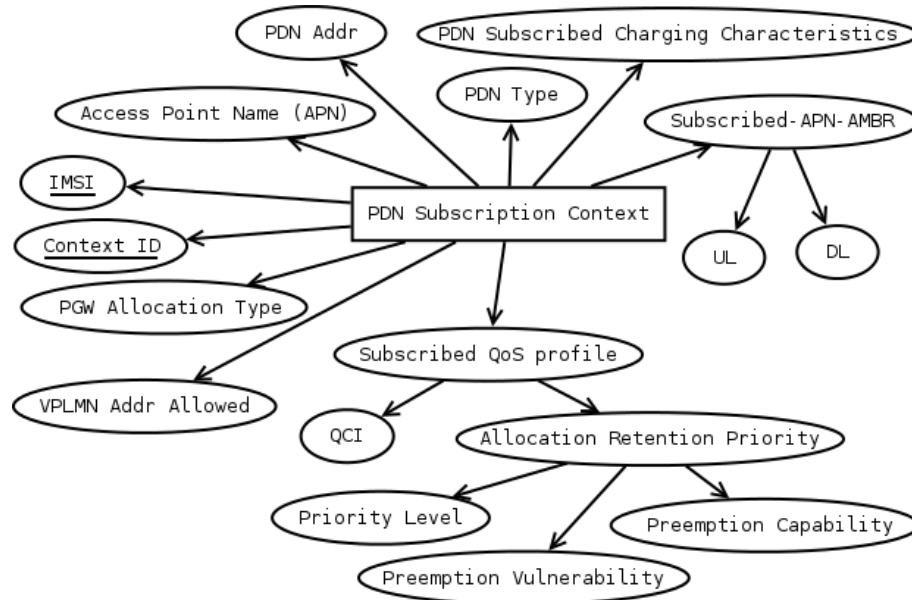 PDN Addr
PDN Subscribed Charging Characteristics
PDN Type
Access Point Name (APN)
Subscribed-APN-AMBR
IMSI
PDN Subscription Context
Context ID
UL
DL
PGW Allocation Type
Subscribed QoS profile
VPLMN Addr Allowed
QCI
Allocation Retention Priority
Priority Level
Preemption Capability
Preemption Vulnerability